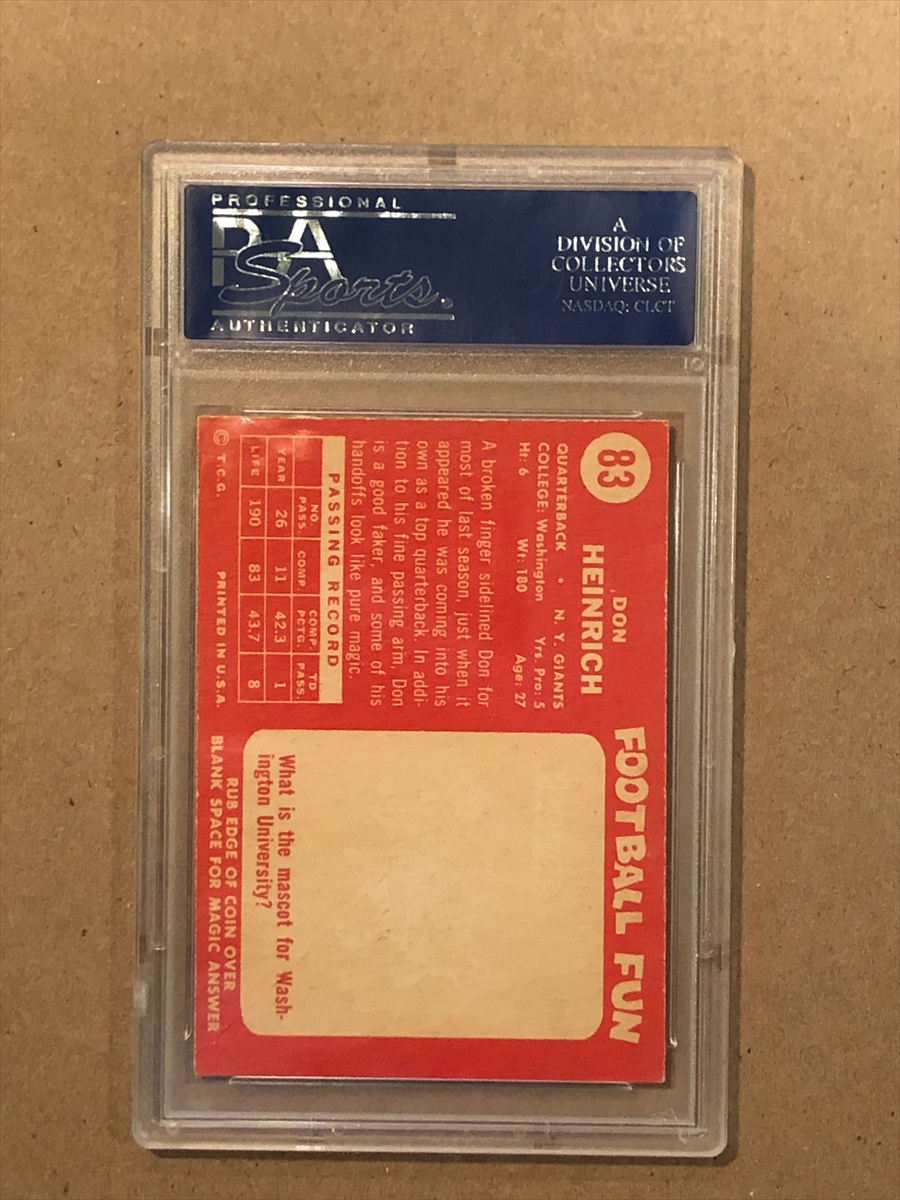 PROFESSIONAL
PSA
Sports
AUTHENTICATOR
A
DIVISION OF
COLLECTORS
UNIVERSE
NASDAQ: CLCT
83
DON
HEINRICH
QUARTERBACK • N. Y. GIANTS
COLLEGE: Washington Yrs. Pro: 5
Ht: 6 Wt: 180 Age: 27
A broken finger sidelined Don for
most of last season, just when it
appeared he was coming into his
own as a top quarterback. In addi-
tion to his fine passing arm, Don
is a good faker, and some of his
handoffs look like pure magic.
PASSING RECORD
NO. PASS. COMP. COMP. PCTG. TD PASS.
YEAR 26 11 42.3 1
LIFE 190 83 43.7 8
© T.C.G. PRINTED IN U.S.A.
FOOTBALL FUN
What is the mascot for Wash-
ington University?
RUB EDGE OF COIN OVER
BLANK SPACE FOR MAGIC ANSWER